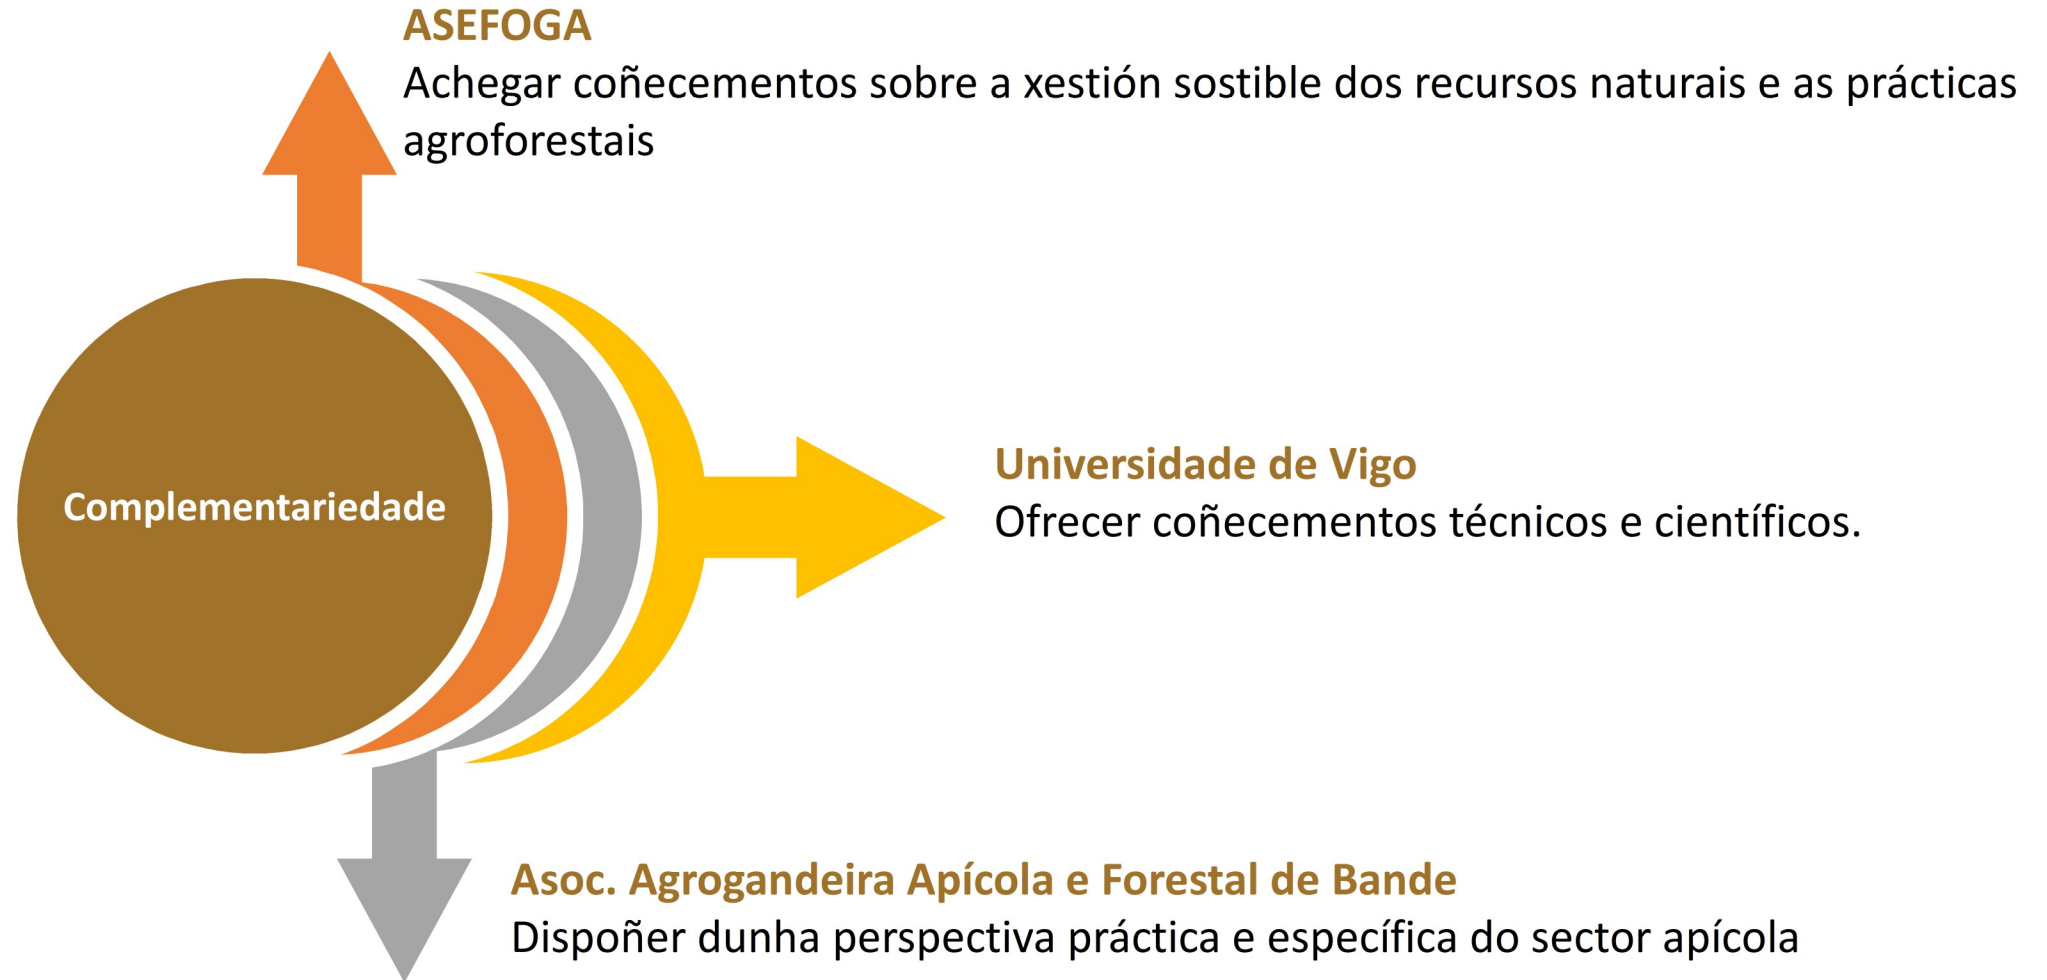 ASEFOGA
Achegar coñecementos sobre a xestión sostible dos recursos naturais e as prácticas
agroforestais
Complementariedade
Universidade de Vigo
Ofrecer coñecementos técnicos e científicos.
Asoc. Agrogandeira Apícola e Forestal de Bande
Dispoñer dunha perspectiva práctica e específica do sector apícola